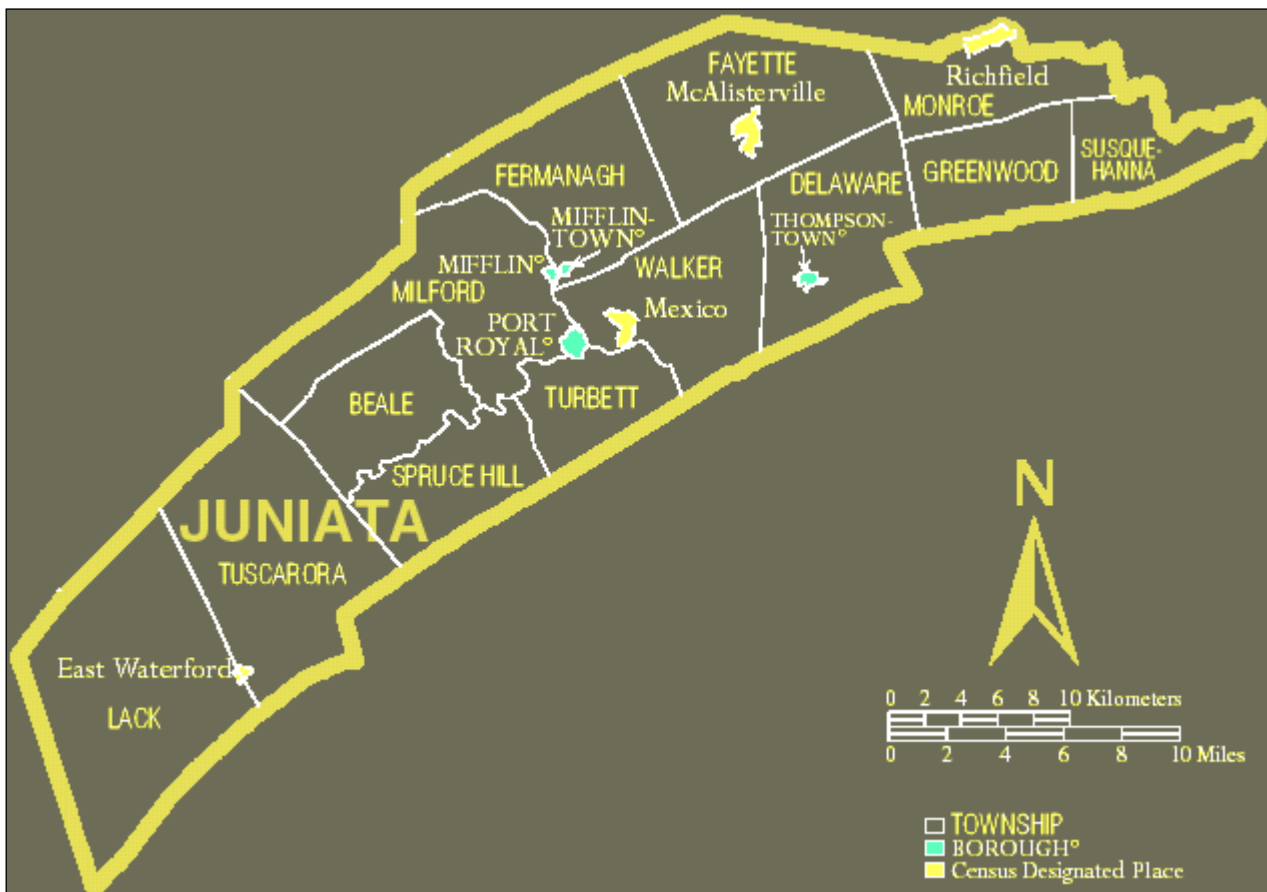 FAYETTE
McAlisterville
Richfield
MONROE
SUSQUE-
HANNA
GREENWOOD
DELAWARE
FERMANAGH
MIFFLIN-
TOWN°
THOMPSON-
TOWN°
MIFFLIN°
WALKER
MILFORD
Mexico
PORT
ROYAL°
BEALE
TURBETT
SPRUCE HILL
JUNIATA
TUSCARORA
East Waterford
LACK
N
0 2 4 6 8 10 Kilometers
0 2 4 6 8 10 Miles
TOWNSHIP
BOROUGH°
Census Designated Place